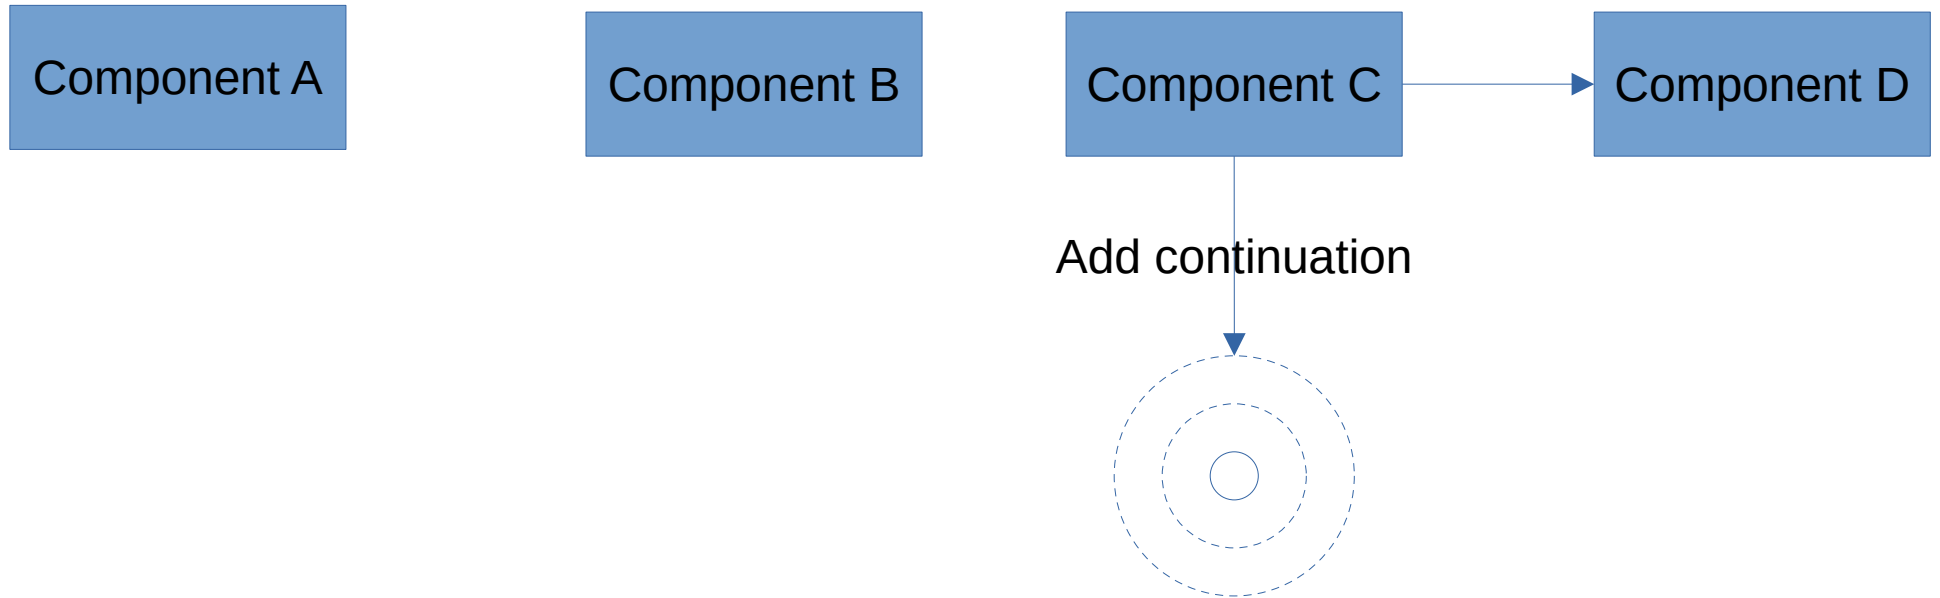 Component A
Component B
Component C
Component D
Add continuation